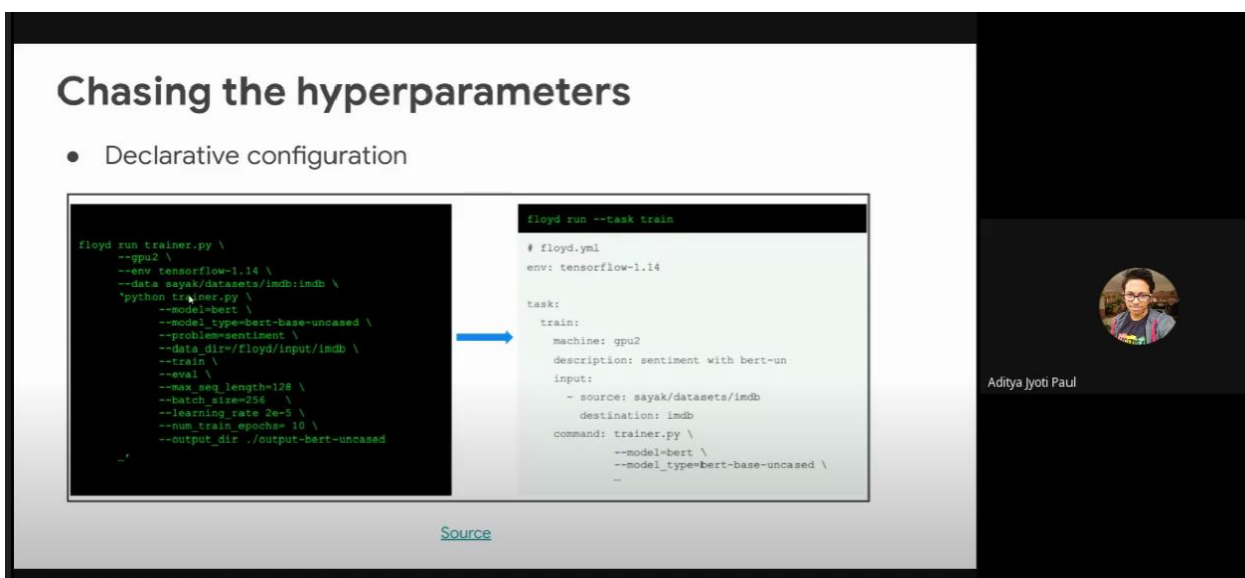 Chasing the hyperparameters
● Declarative configuration
floyd run trainer.py \
--gpu2 \
--env tensorflow-1.14 \
--data sayak/datasets/imdb:imdb \
'python trainer.py \
--model=bert \
--model_type=bert-base-uncased \
--problem=sentiment \
--data_dir=/floyd/input/imdb \
--train \
--eval \
--max_seq_length=128 \
--batch_size=256 \
--learning_rate 2e-5 \
--num_train_epochs= 10 \
--output_dir ./output-bert-uncased
…'
floyd run --task train
# floyd.yml
env: tensorflow-1.14
task:
train:
machine: gpu2
description: sentiment with bert-un
input:
- source: sayak/datasets/imdb
destination: imdb
command: trainer.py \
--model=bert \
--model_type=bert-base-uncased \
…
Source
Aditya Jyoti Paul